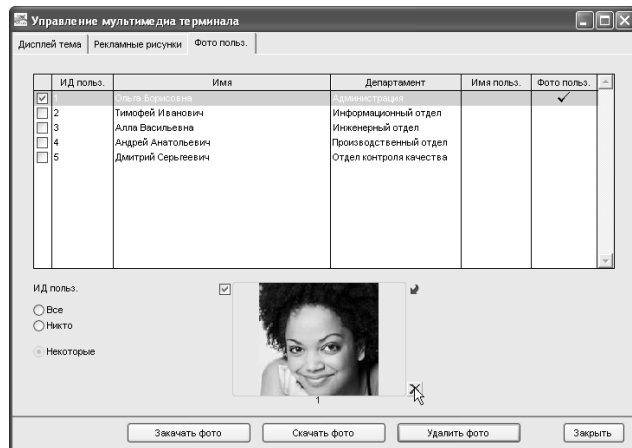 Управление мультимедиа терминала
Дисплей тема Рекламные рисунки Фото польз.
ИД польз. Имя Департамент Имя польз. Фото польз.
1 Ольга Борисовна Администрация
2 Тимофей Иванович Информационный отдел
3 Алла Васильевна Инженерный отдел
4 Андрей Анатольевич Производственный отдел
5 Дмитрий Серьгеевич Отдел контроля качества
ИД польз.
Все
Никто
Некоторые
1
Закачать фото Скачать фото Удалить фото Закрыть